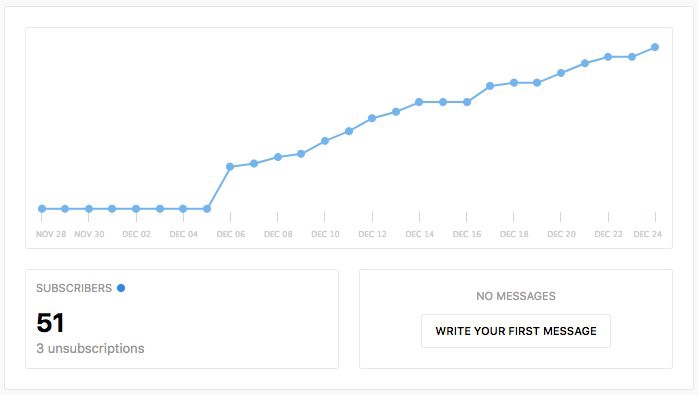 NOV 28 NOV 30 DEC 02 DEC 04 DEC 06 DEC 08 DEC 10 DEC 12 DEC 14 DEC 16 DEC 18 DEC 20 DEC 22 DEC 24
SUBSCRIBERS
51
3 unsubscriptions
NO MESSAGES
WRITE YOUR FIRST MESSAGE